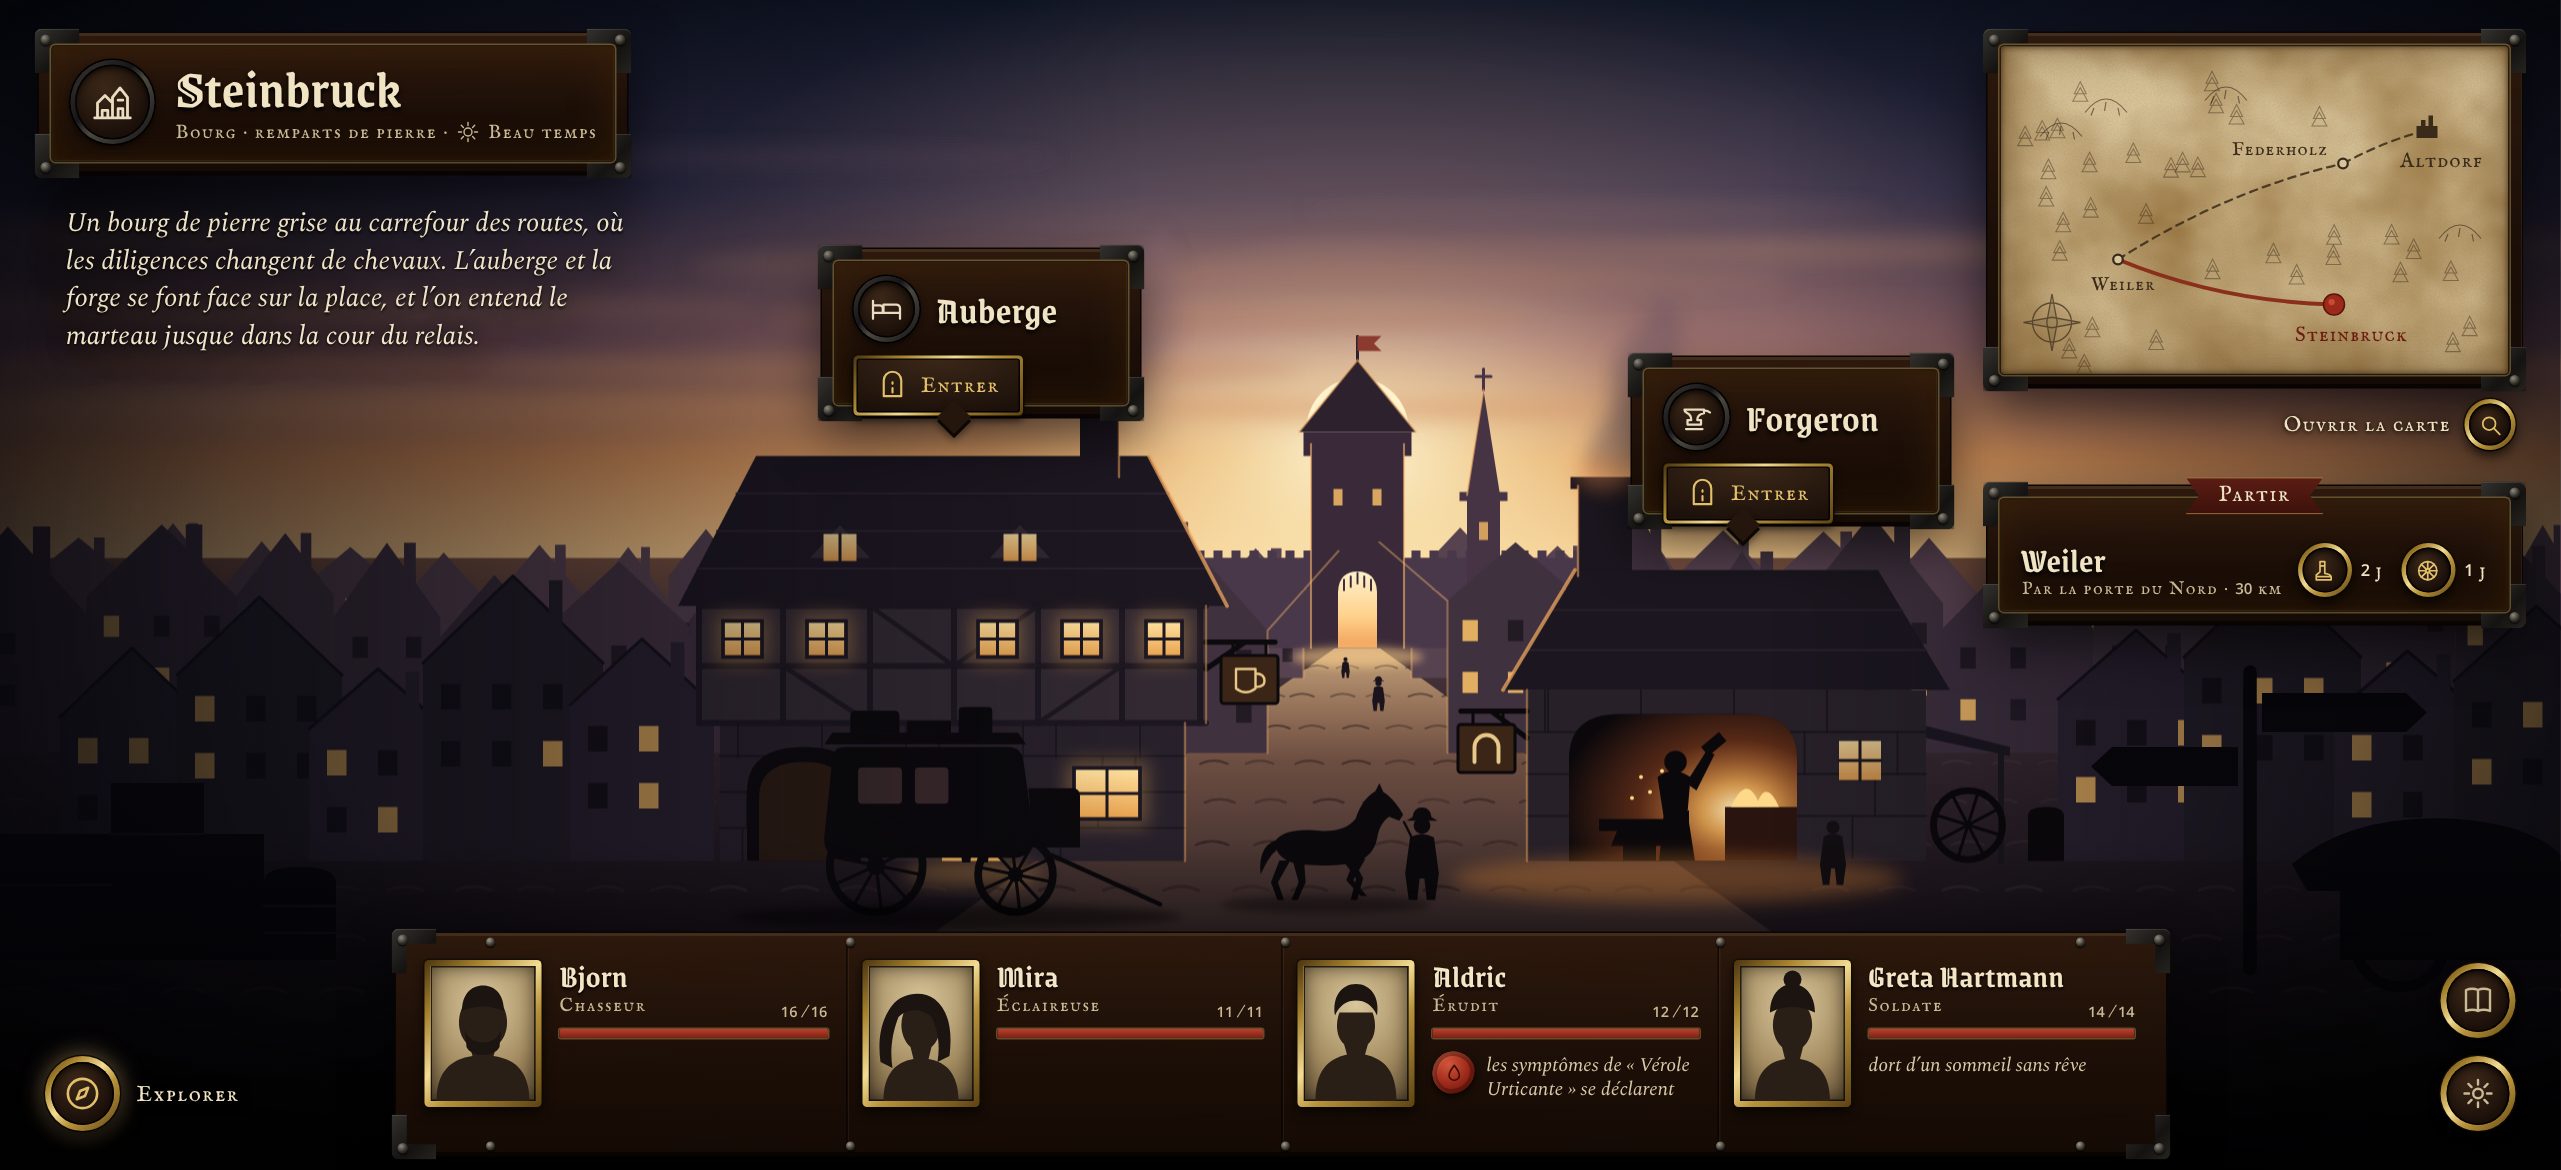 Steinbruck
Bourg · remparts de pierre · Beau temps
Un bourg de pierre grise au carrefour des routes, où
les diligences changent de chevaux. L'auberge et la
forge se font face sur la place, et l'on entend le
marteau jusque dans la cour du relais.
Auberge
Entrer
Forgeron
Entrer
Federholz
Altdorf
Weiler
Steinbruck
Ouvrir la carte
Partir
Weiler
Par la porte du Nord · 30 km
2 j
1 j
Bjorn
Chasseur
16/16
Mira
Éclaireuse
11/11
Aldric
Érudit
12/12
les symptômes de « Vérole
Urticante » se déclarent
Greta Hartmann
Soldate
14/14
dort d'un sommeil sans rêve
Explorer